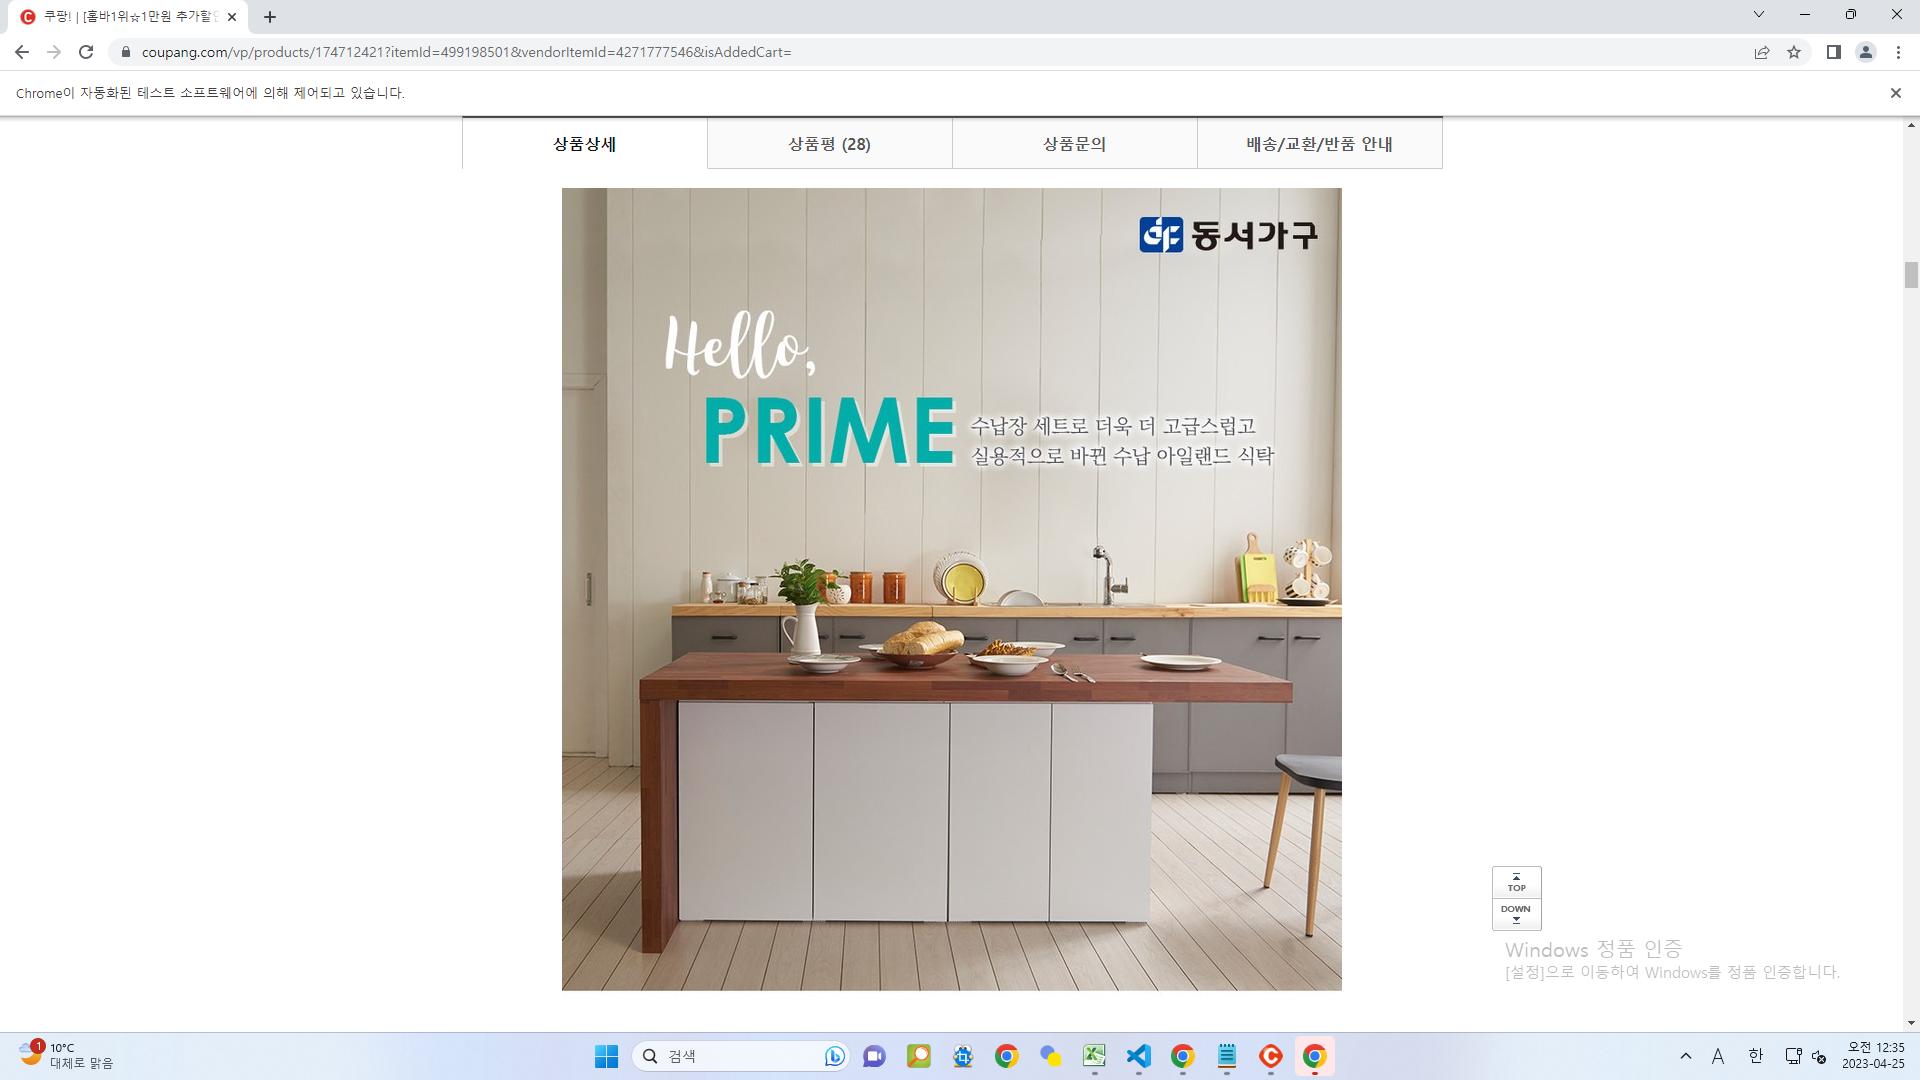 쿠팡! | [홈바1위☆1만원 추가할인
coupang.com/vp/products/174712421?itemId=499198501&vendorItemId=4271777546&isAddedCart=
Chrome이 자동화된 테스트 소프트웨어에 의해 제어되고 있습니다.
상품상세
상품평 (28)
상품문의
배송/교환/반품 안내
동서가구
Hello,
PRIME
수납장 세트로 더욱 더 고급스럽고
실용적으로 바뀐 수납 아일랜드 식탁
TOP
DOWN
Windows 정품 인증
[설정]으로 이동하여 Windows를 정품 인증합니다.
1
10°C
대체로 맑음
검색
A
한
오전 12:35
2023-04-25